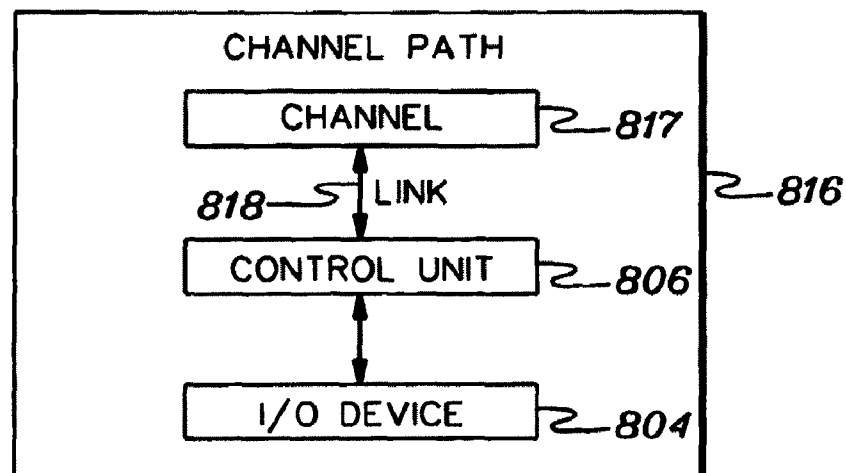 CHANNEL PATH
CHANNEL
817
818
LINK
816
CONTROL UNIT
806
I/O DEVICE
804